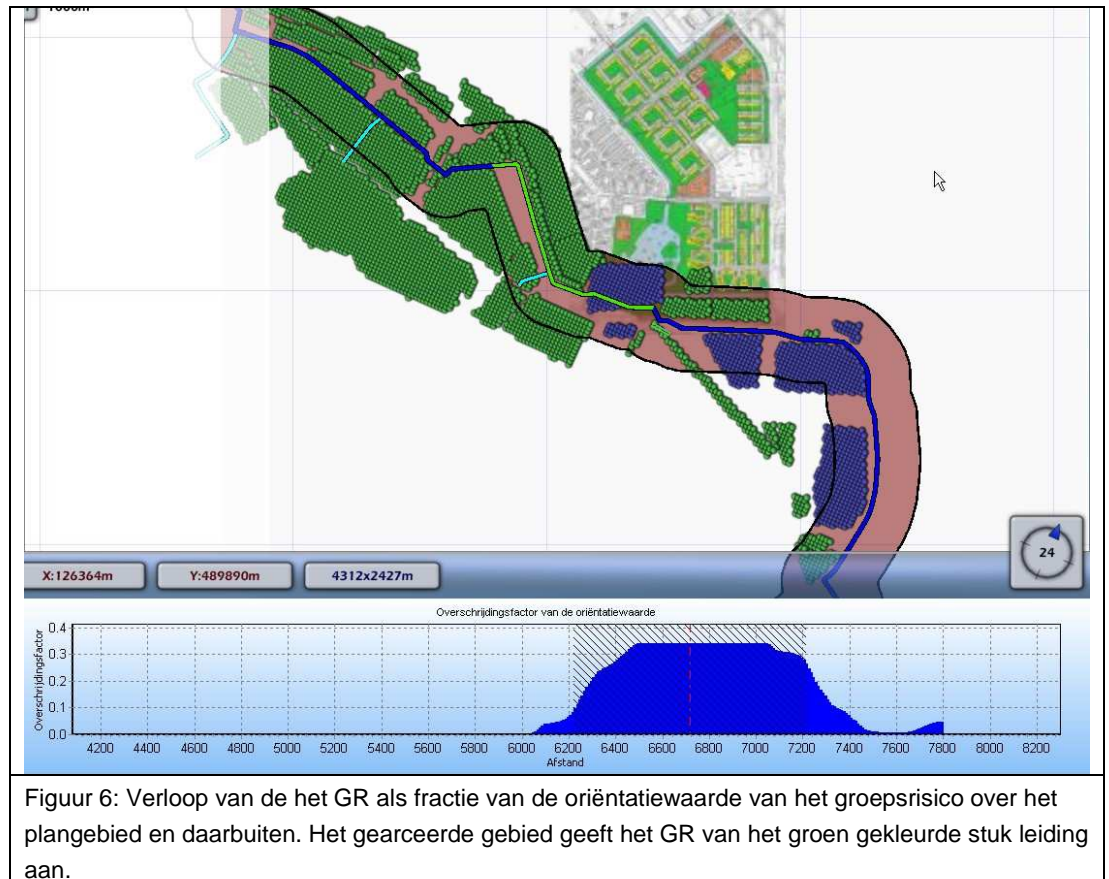 X:126364m
Y:489890m
4312x2427m
24
Overschrijdingsfactor van de oriëntatiewaarde
Overschrijdingsfactor
0.4
0.3
0.2
0.1
0.0
4200 4400 4600 4800 5000 5200 5400 5600 5800 6000 6200 6400 6600 6800 7000 7200 7400 7600 7800 8000 8200
Afstand
Figuur 6: Verloop van de het GR als fractie van de oriëntatiewaarde van het groepsrisico over het
plangebied en daarbuiten. Het gearceerde gebied geeft het GR van het groen gekleurde stuk leiding
aan.